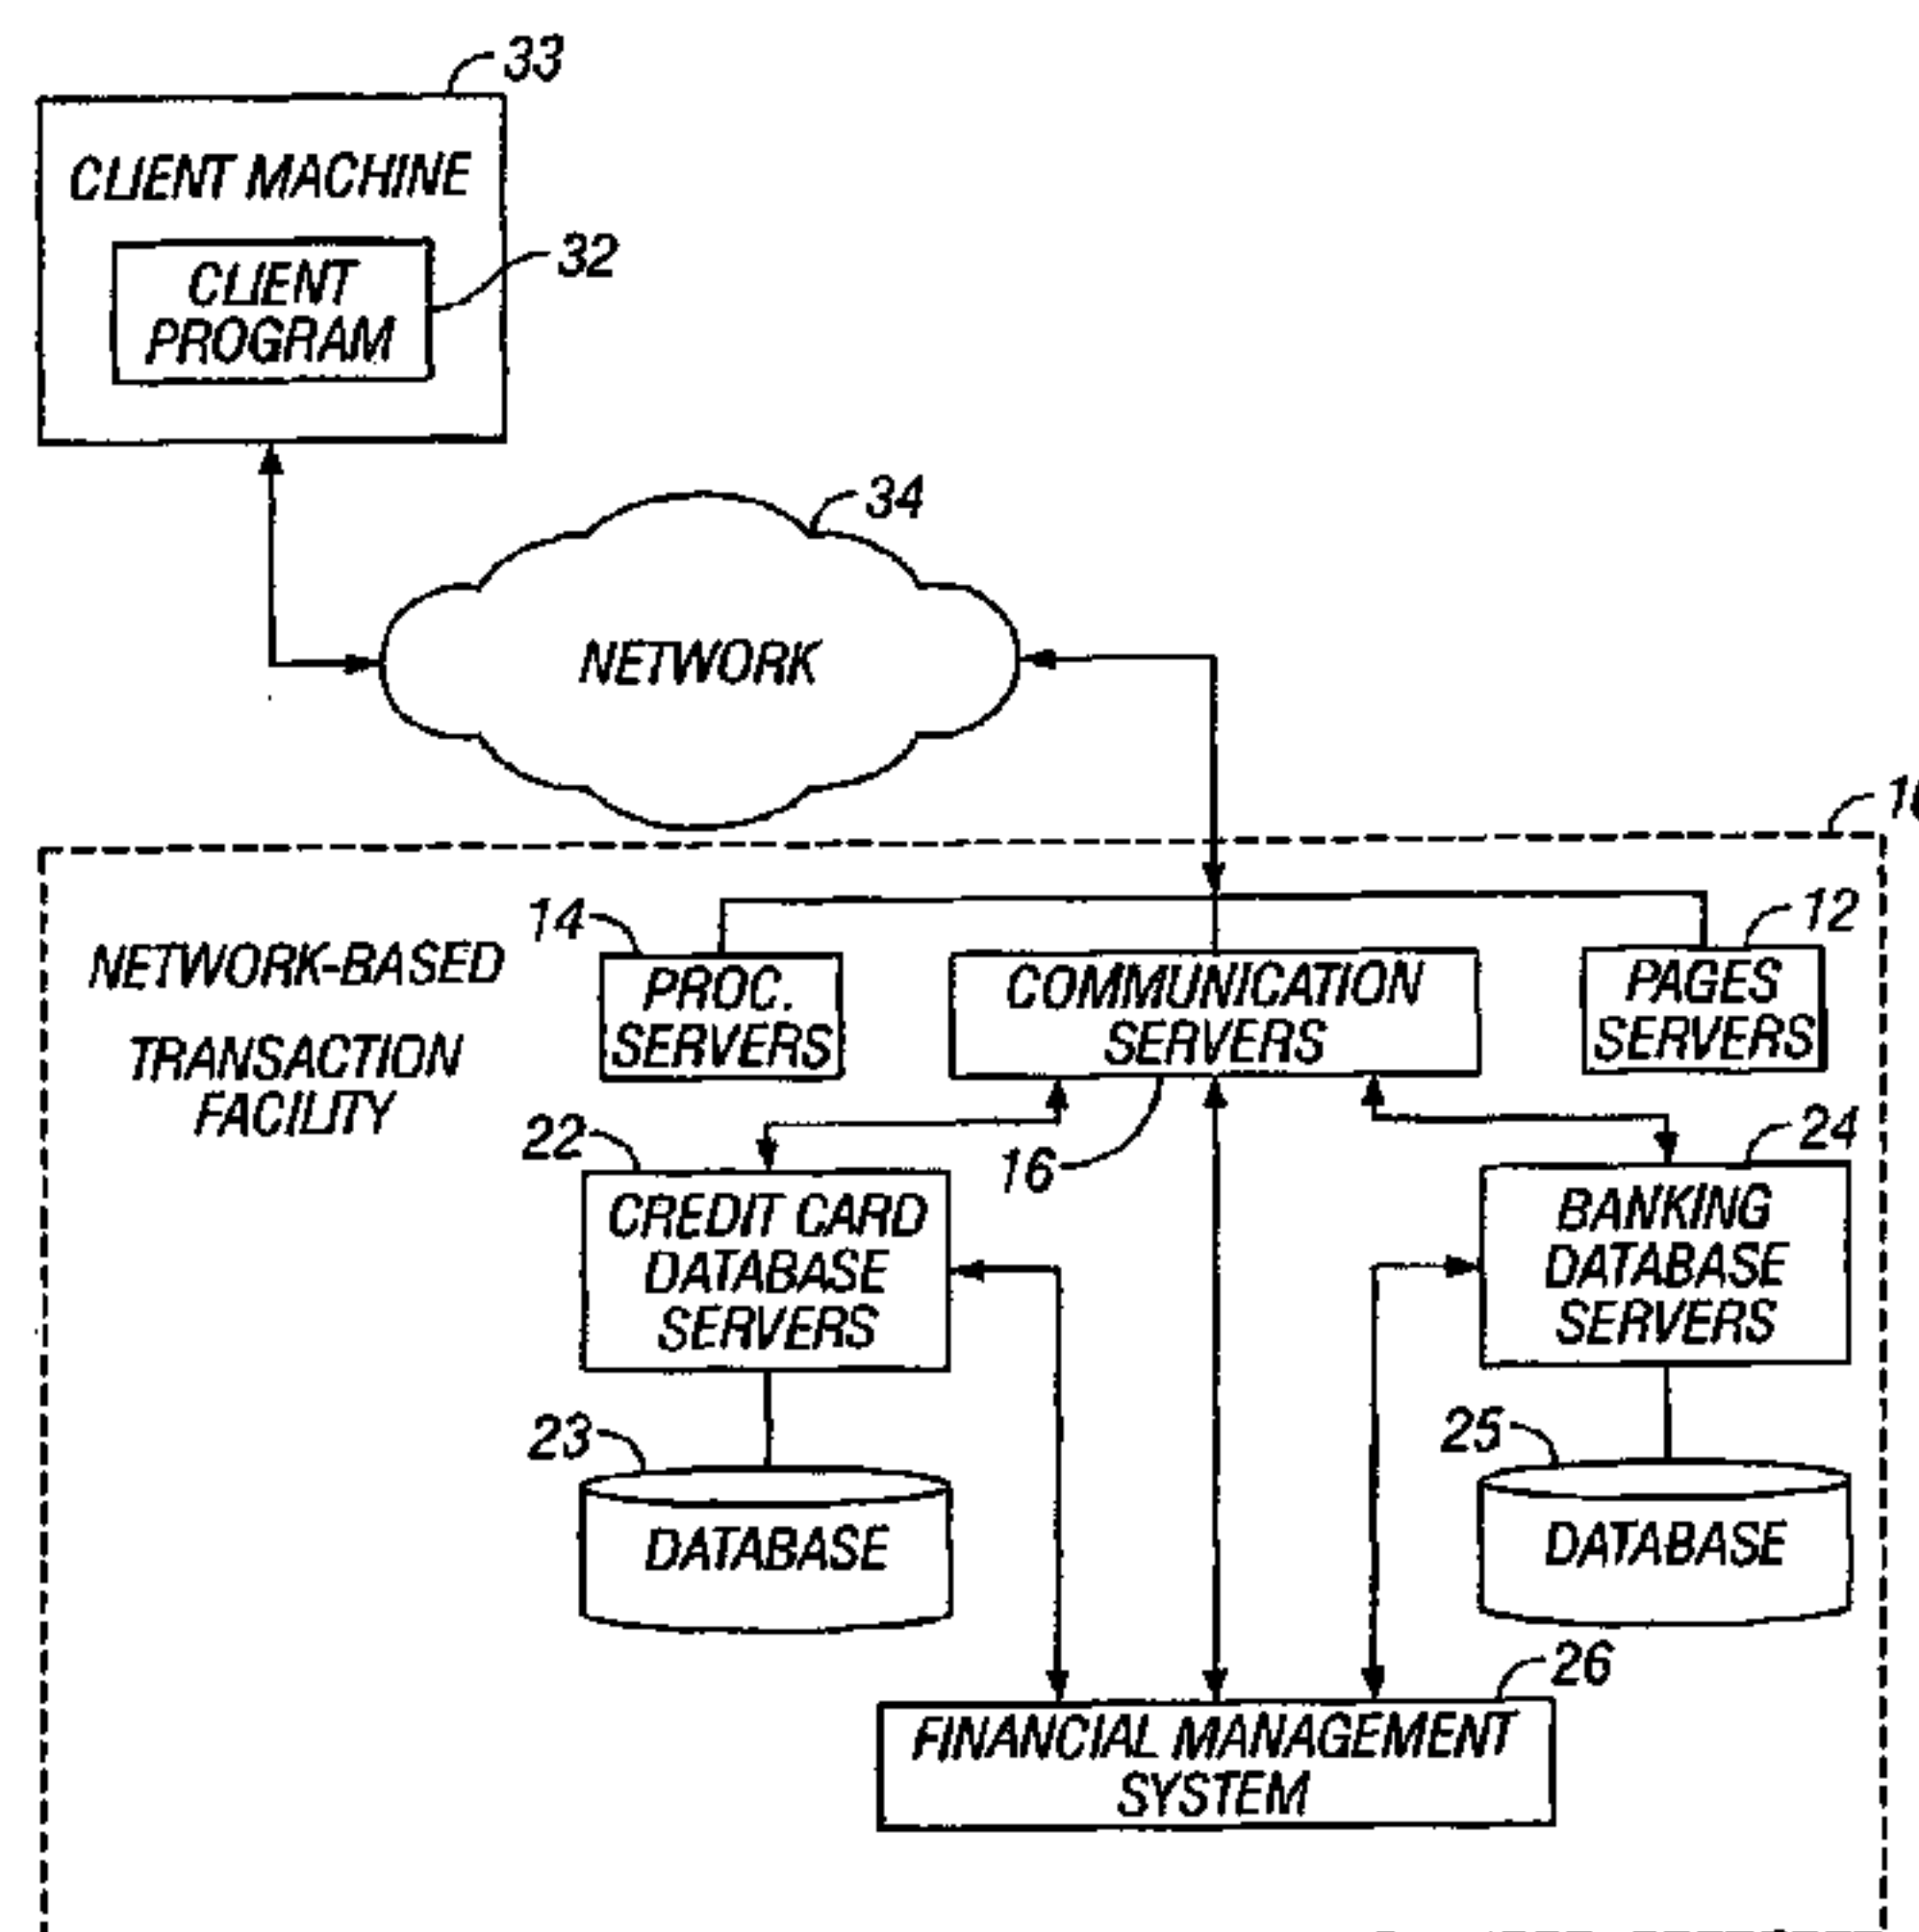 33
CLIENT MACHINE
32
CLIENT
PROGRAM
34
NETWORK
14
12
NETWORK-BASED
TRANSACTION
FACILITY
PROC.
SERVERS
COMMUNICATION
SERVERS
PAGES
SERVERS
22
16
24
CREDIT CARD
DATABASE
SERVERS
BANKING
DATABASE
SERVERS
23
25
DATABASE
DATABASE
26
FINANCIAL MANAGEMENT
SYSTEM